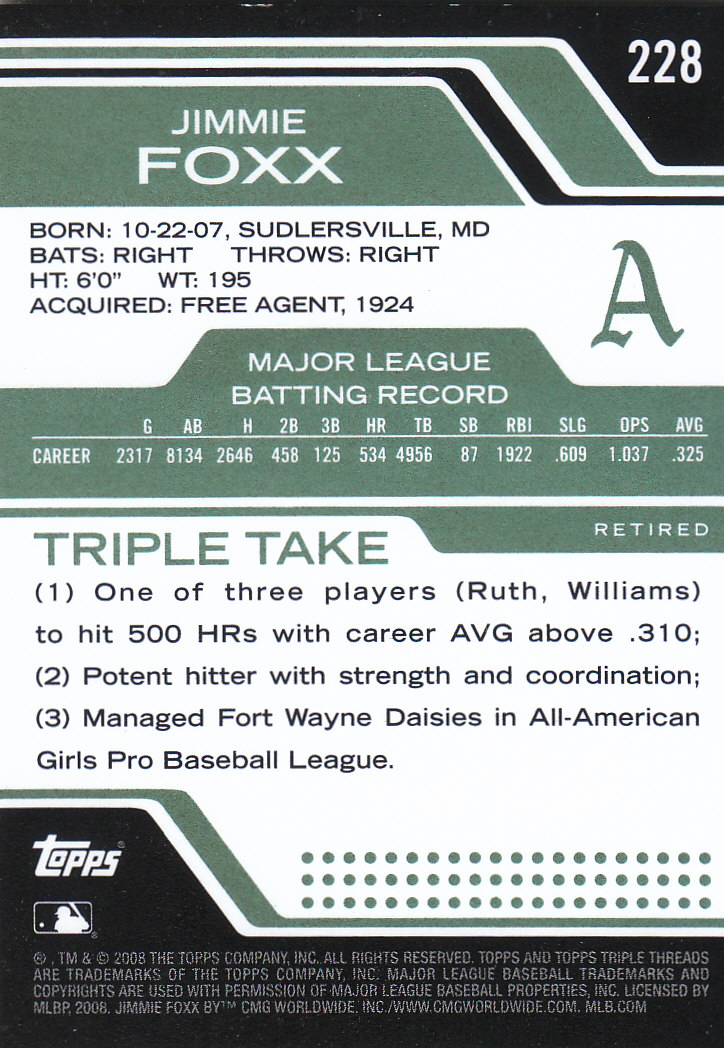 228
JIMMIE
FOXX
BORN: 10-22-07, SUDLERSVILLE, MD
BATS: RIGHT THROWS: RIGHT
HT: 6'0" WT: 195
ACQUIRED: FREE AGENT, 1924
A
MAJOR LEAGUE
BATTING RECORD
G AB H 2B 3B HR TB SB RBI SLG OPS AVG
CAREER 2317 8134 2646 458 125 534 4956 87 1922 .609 1.037 .325
RETIRED
TRIPLE TAKE
(1) One of three players (Ruth, Williams)
to hit 500 HRs with career AVG above .310;
(2) Potent hitter with strength and coordination;
(3) Managed Fort Wayne Daisies in All-American
Girls Pro Baseball League.
topps®
®
®, TM & © 2008 THE TOPPS COMPANY, INC. ALL RIGHTS RESERVED. TOPPS AND TOPPS TRIPLE THREADS
ARE TRADEMARKS OF THE TOPPS COMPANY, INC. MAJOR LEAGUE BASEBALL TRADEMARKS AND
COPYRIGHTS ARE USED WITH PERMISSION OF MAJOR LEAGUE BASEBALL PROPERTIES, INC. LICENSED BY
MLBP, 2008. JIMMIE FOXX BY™ CMG WORLDWIDE, INC./WWW.CMGWORLDWIDE.COM. MLB.COM